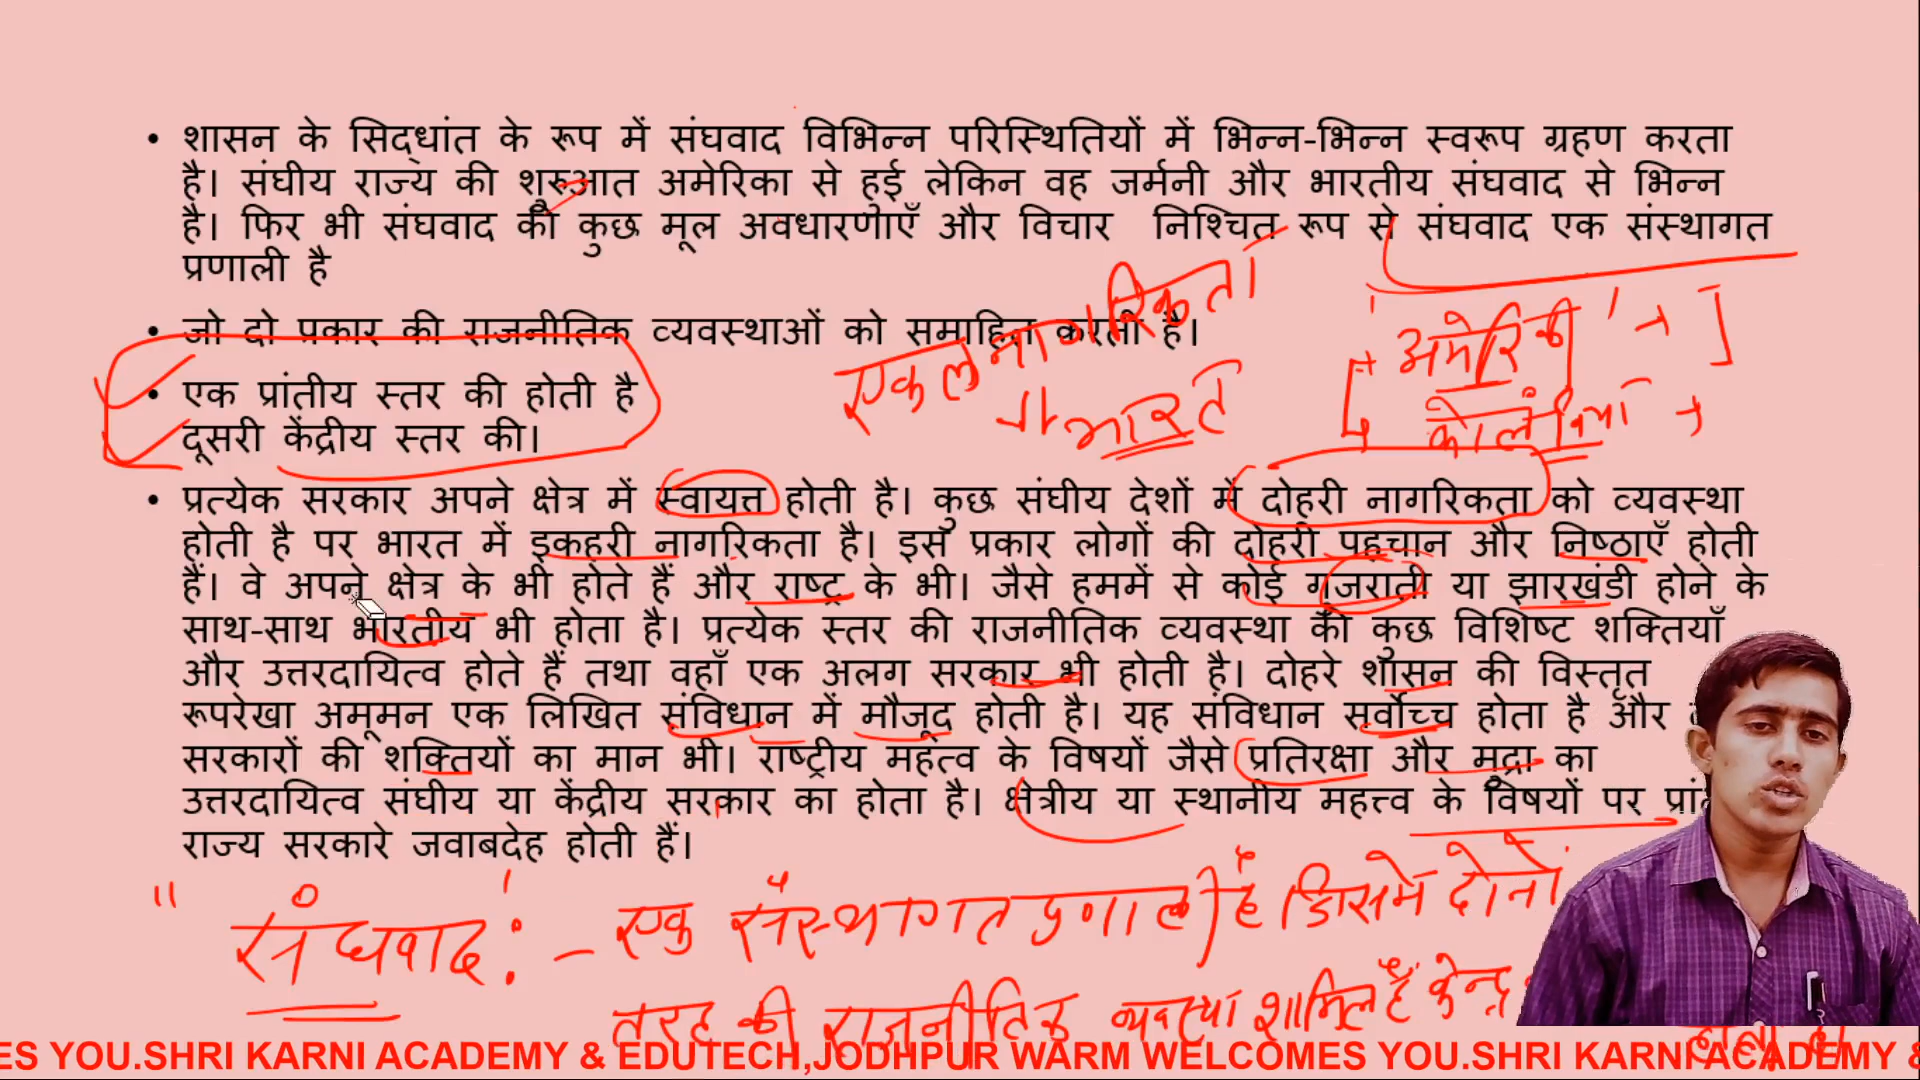 • शासन के सिद्धांत के रूप में संघवाद विभिन्न परिस्थितियों में भिन्न-भिन्न स्वरूप ग्रहण करता
है। संघीय राज्य की शुरुआत अमेरिका से हुई लेकिन वह जर्मनी और भारतीय संघवाद से भिन्न
है। फिर भी संघवाद की कुछ मूल अवधारणाएँ और विचार निश्चित रूप से संघवाद एक संस्थागत
प्रणाली है
• जो दो प्रकार की राजनीतिक व्यवस्थाओं को समाहित करती है।
एकल नागरिकता
अमेरिकी
• एक प्रांतीय स्तर की होती है
भारत
दूसरी केंद्रीय स्तर की।
• प्रत्येक सरकार अपने क्षेत्र में स्वायत्त होती है। कुछ संघीय देशों में दोहरी नागरिकता को व्यवस्था
होती है पर भारत में इकहरी नागरिकता है। इस प्रकार लोगों की दोहरी पहचान और निष्ठाएँ होती
हैं। वे अपने क्षेत्र के भी होते हैं और राष्ट्र के भी। जैसे हममें से कोई गुजराती या झारखंडी होने के
साथ-साथ भारतीय भी होता है। प्रत्येक स्तर की राजनीतिक व्यवस्था की कुछ विशिष्ट शक्तियाँ
और उत्तरदायित्व होते हैं तथा वहाँ एक अलग सरकार भी होती है। दोहरे शासन की विस्तृत
रूपरेखा अमूमन एक लिखित संविधान में मौजूद होती है। यह संविधान सर्वोच्च होता है और
सरकारों की शक्तियों का मान भी। राष्ट्रीय महत्व के विषयों जैसे प्रतिरक्षा और मुद्रा का
उत्तरदायित्व संघीय या केंद्रीय सरकार का होता है। क्षेत्रीय या स्थानीय महत्त्व के विषयों पर
राज्य सरकारे जवाबदेह होती हैं।
" संघवाद :- एक संस्थागत प्रणाली है जिसमें दोनों
तरह की राजनीतिक व्यवस्था शामिल हैं केन्द्र
ES YOU.SHRI KARNI ACADEMY & EDUTECH,JODHPUR WARM WELCOMES YOU.SHRI KARNI ACADEMY &